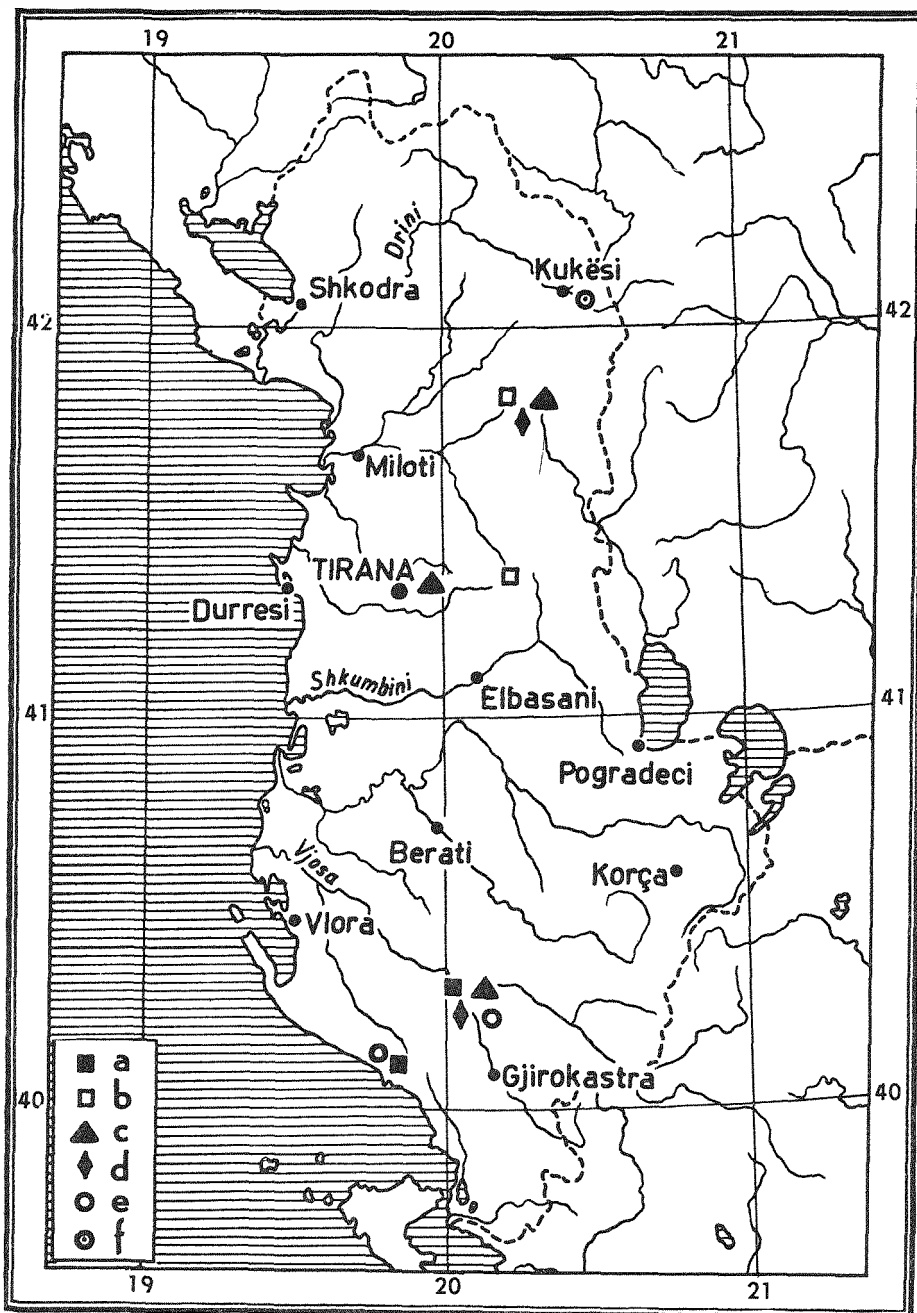 19 20 21
Drini
Kukësi
Shkodra
42 42
Miloti
TIRANA
Durresi
Shkumbini
Elbasani
41 41
Pogradeci
Berati
Vjosa
Korça
Vlora
Gjirokastra
40 40
a
b
c
d
e
f
19 20 21